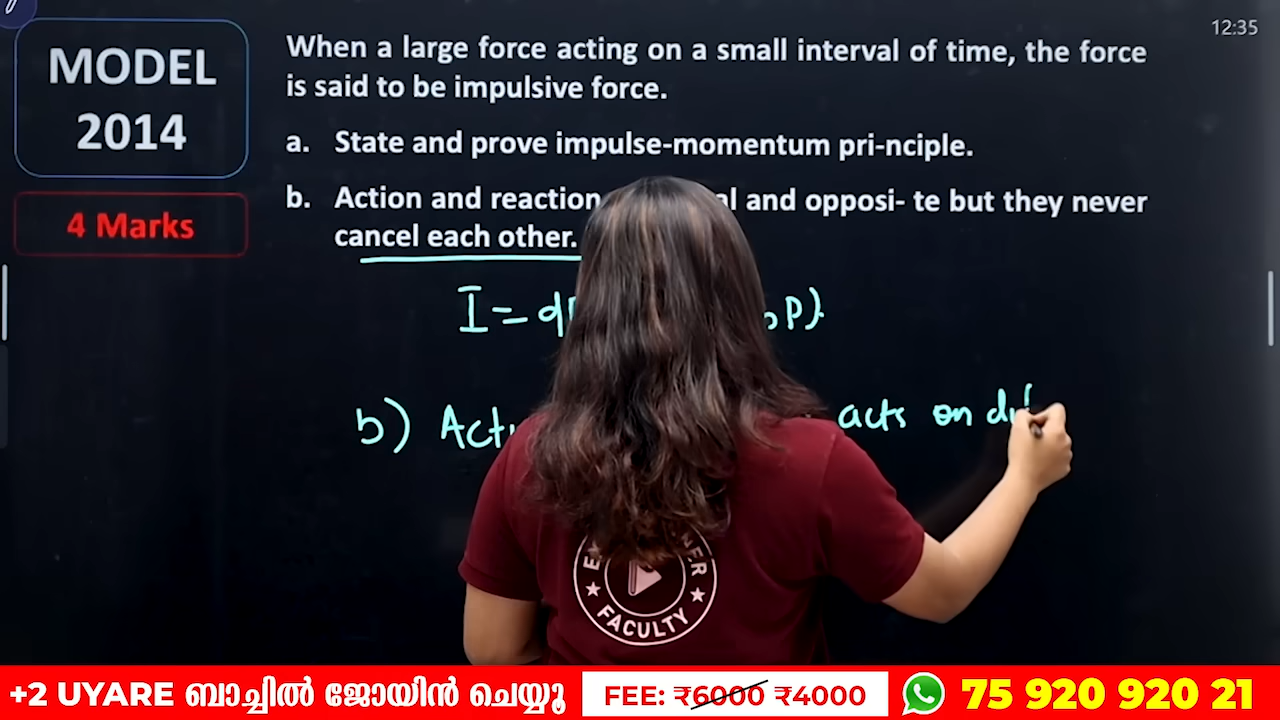 12:35
MODEL
2014
4 Marks
When a large force acting on a small interval of time, the force
is said to be impulsive force.
a. State and prove impulse-momentum pri-nciple.
b. Action and reaction and opposi- te but they never
cancel each other.
I =
b) acts on
FACULTY
+2 UYARE ബാച്ചിൽ ജോയിൻ ചെയ്യൂ
FEE: ₹6000 ₹4000
75 920 920 21